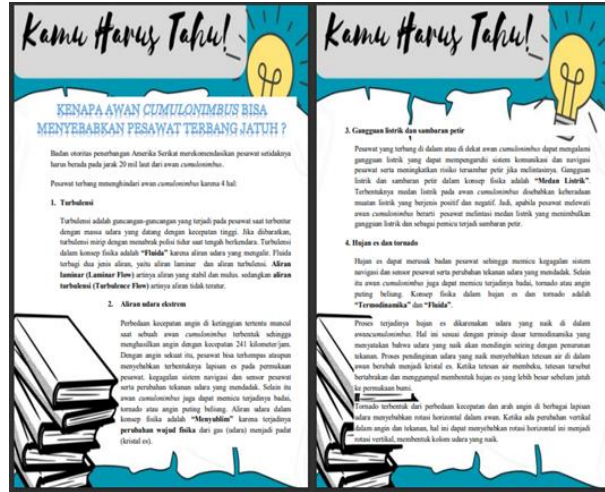 Kamu Harus Tahu!
KENAPA AWAN CUMULONIMBUS BISA
MENYEBABKAN PESAWAT TERBANG JATUH ?
Badan otoritas penerbangan Amerika Serikat merekomendasikan pesawat setidaknya
harus berada pada jarak 20 mil laut dari awan cumulonimbus.
Pesawat terbang mmenghindari awan cumulonimbus karena 4 hal:
1. Turbulensi
Turbulensi adalah guncangan-guncangan yang terjadi pada pesawat saat terbentur
dengan massa udara yang datang dengan kecepatan tinggi. Jika diibaratkan,
turbulensi mirip dengan menabrak polisi tidur saat tengah berkendara. Turbulensi
dalam konsep fisika adalah “Fluida” karena aliran udara yang mengalir. Fluida
terbagi dua jenis aliran, yaitu aliran laminar dan aliran turbulensi. Aliran
laminar (Laminar Flow) artinya aliran yang stabil dan mulus. sedangkan aliran
turbulensi (Turbulence Flow) artinya aliran tidak teratur.
2. Aliran udara ekstrem
Perbedaan kecepatan angin di ketinggian tertentu muncul
saat sebuah awan cumulonimbus terbentuk sehingga
menghasilkan angin dengan kecepatan 241 kilometer/jam.
Dengan angin sekuat itu, pesawat bisa terhempas ataupun
menyebabkan terbentuknya lapisan es pada permukaan
pesawat, kegagalan sistem navigasi dan sensor pesawat
serta perubahan tekanan udara yang mendadak. Selain itu
awan cumulonimbus juga dapat memicu terjadinya badai,
tornado atau angin puting beliung. Aliran udara dalam
konsep fisika adalah “Menyublim” karena terjadinya
perubahan wujud fisika dari gas (udara) menjadi padat
(kristal es).
Kamu Harus Tahu!
3. Gangguan listrik dan sambaran petir
Pesawat yang terbang di dalam atau di dekat awan cumulonimbus dapat mengalami
gangguan listrik yang dapat mempengaruhi sistem komunikasi dan navigasi
pesawat serta meningkatkan risiko tersambar petir jika melintasinya. Gangguan
listrik dan sambaran petir dalam konsep fisika adalah “Medan Listrik”.
Terbentuknya medan listrik pada awan cumulonimbus disebabkan keberadaan
muatan listrik yang berjenis positif dan negatif. Jadi, apabila pesawat melewati
awan cumulonimbus berarti pesawat melintasi medan listrik yang menimbulkan
gangguan listrik dan sebagai pemicu terjadi sambaran petir.
4. Hujan es dan tornado
Hujan es dapat merusak badan pesawat sehingga memicu kegagalan sistem
navigasi dan sensor pesawat serta perubahan tekanan udara yang mendadak. Selain
itu awan cumulonimbus juga dapat memicu terjadinya badai, tornado atau angin
puting beliung. Konsep fisika dalam hujan es dan tornado adalah
“Termodinamika” dan “Fluida”.
Proses terjadinya hujan es dikarenakan udara yang naik di dalam
awancumulonimbus. Hal ini sesuai dengan prinsip dasar termodinamika yang
menyatakan bahwa udara yang naik akan mendingin seiring dengan penurunan
tekanan. Proses pendinginan udara yang naik menyebabkan tetesan air di dalam
awan berubah menjadi kristal es. Ketika tetesan air membeku, tetesan tersebut
bertabrakan dan menggumpal membentuk hujan es yang lebih besar sebelum jatuh
ke permukaan bumi.
Tornado terbentuk dari perbedaan kecepatan dan arah angin di berbagai lapisan
udara menyebabkan rotasi horizontal dalam awan. Ketika ada perubahan vertikal
dalam angin dan tekanan, hal ini dapat menyebabkan rotasi horizontal ini menjadi
rotasi vertikal, membentuk kolom udara yang naik.